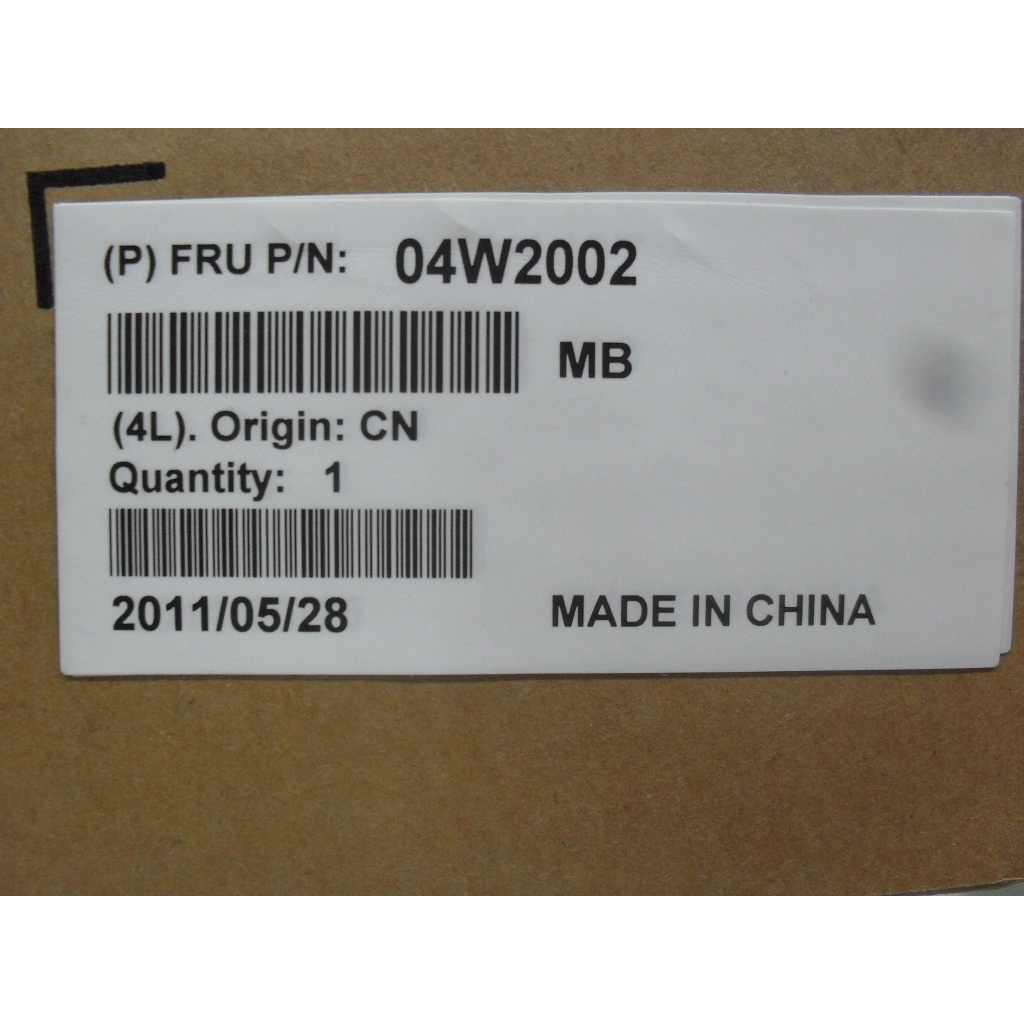 (P) FRU P/N: 04W2002
MB
(4L). Origin: CN
Quantity: 1
2011/05/28 MADE IN CHINA